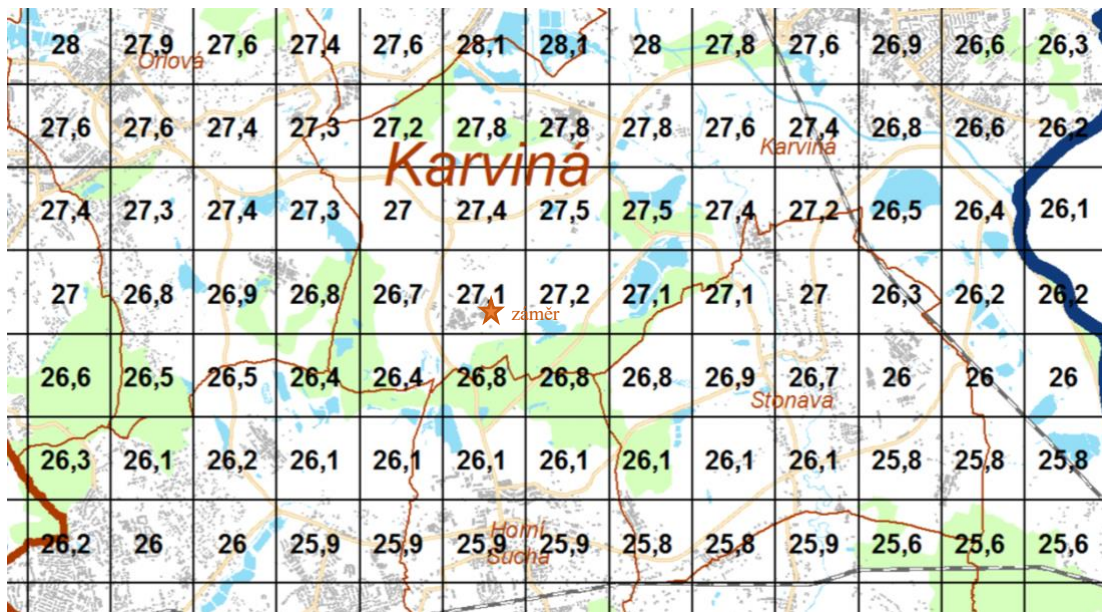 28 27,9 27,6 27,4 27,6 28,1 28,1 28 27,8 27,6 26,9 26,6 26,3
Orlová
27,6 27,6 27,4 27,3 27,2 27,8 27,8 27,8 27,6 27,4 26,8 26,6 26,2
Karviná
Karviná
27,4 27,3 27,4 27,3 27 27,4 27,5 27,5 27,4 27,2 26,5 26,4 26,1
27 26,8 26,9 26,8 26,7 27,1 27,2 27,1 27,1 27 26,3 26,2 26,2
záměr
26,6 26,5 26,5 26,4 26,4 26,8 26,8 26,8 26,9 26,7 26 26 26
Stonava
26,3 26,1 26,2 26,1 26,1 26,1 26,1 26,1 26,1 26,1 25,8 25,8 25,8
Horní
26,2 26 26 25,9 25,9 25,9 25,9 25,8 25,8 25,9 25,6 25,6 25,6
Suchá